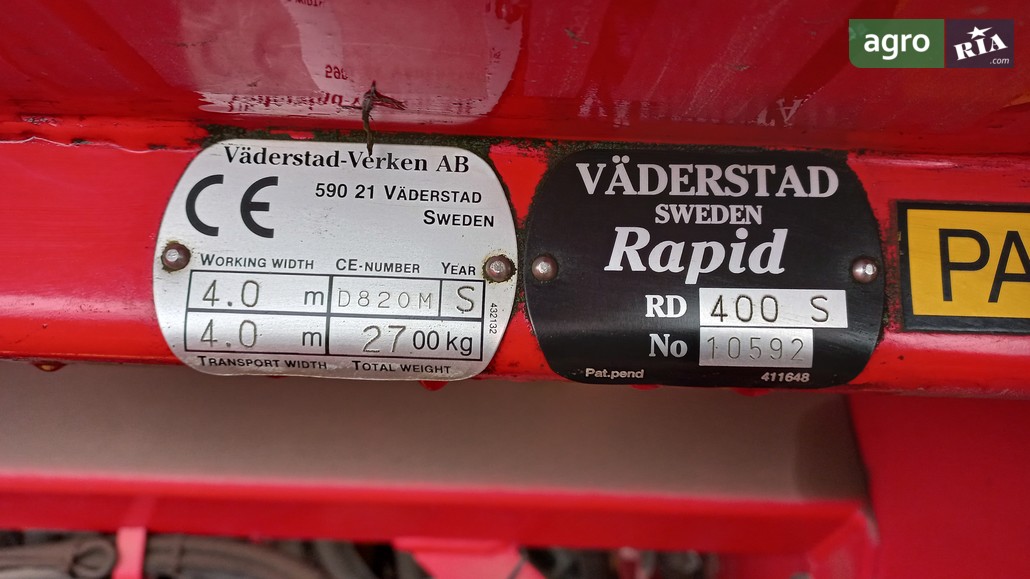 agro
RIA
.com
Väderstad-Verken AB
590 21 VÄDERSTAD
SWEDEN
CE
WORKING WIDTH CE-NUMBER YEAR
4.0 m D820M S
4.0 m 2700 kg
TRANSPORT WIDTH TOTAL WEIGHT
432132
VÄDERSTAD
SWEDEN
Rapid
RD 400 S
No 10592
Pat.pend 411648
PA